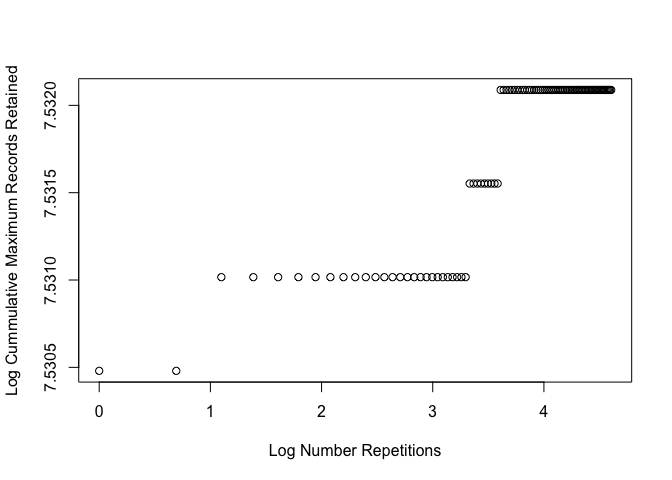 Log Cummulative Maximum Records Retained
7.5320
7.5315
7.5310
7.5305
0 1 2 3 4
Log Number Repetitions